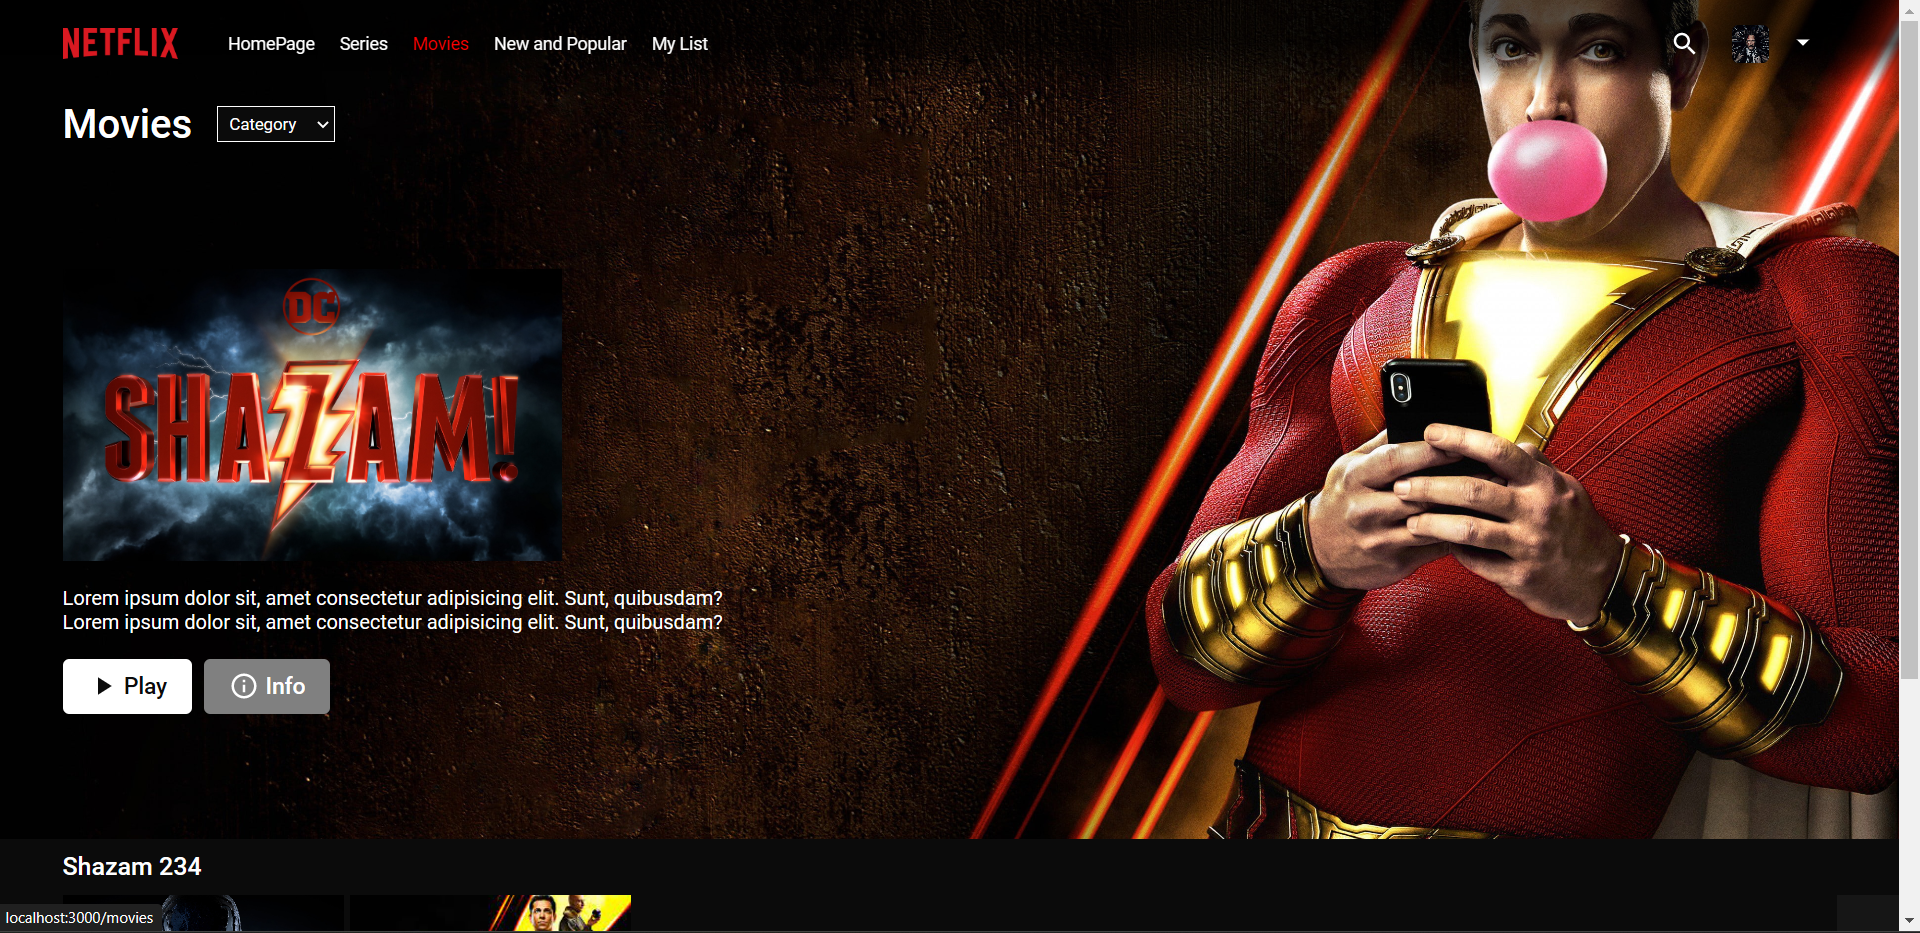 NETFLIX HomePage Series Movies New and Popular My List
Movies Category
DC
SHAZAM!
Lorem ipsum dolor sit, amet consectetur adipisicing elit. Sunt, quibusdam?
Lorem ipsum dolor sit, amet consectetur adipisicing elit. Sunt, quibusdam?
Play Info
Shazam 234
localhost:3000/movies